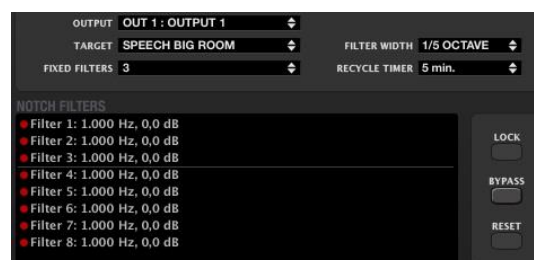 OUTPUT OUT 1 : OUTPUT 1
TARGET SPEECH BIG ROOM FILTER WIDTH 1/5 OCTAVE
FIXED FILTERS 3 RECYCLE TIMER 5 min.
NOTCH FILTERS
Filter 1: 1.000 Hz, 0,0 dB
Filter 2: 1.000 Hz, 0,0 dB
Filter 3: 1.000 Hz, 0,0 dB
Filter 4: 1.000 Hz, 0,0 dB
Filter 5: 1.000 Hz, 0,0 dB
Filter 6: 1.000 Hz, 0,0 dB
Filter 7: 1.000 Hz, 0,0 dB
Filter 8: 1.000 Hz, 0,0 dB
LOCK
BYPASS
RESET